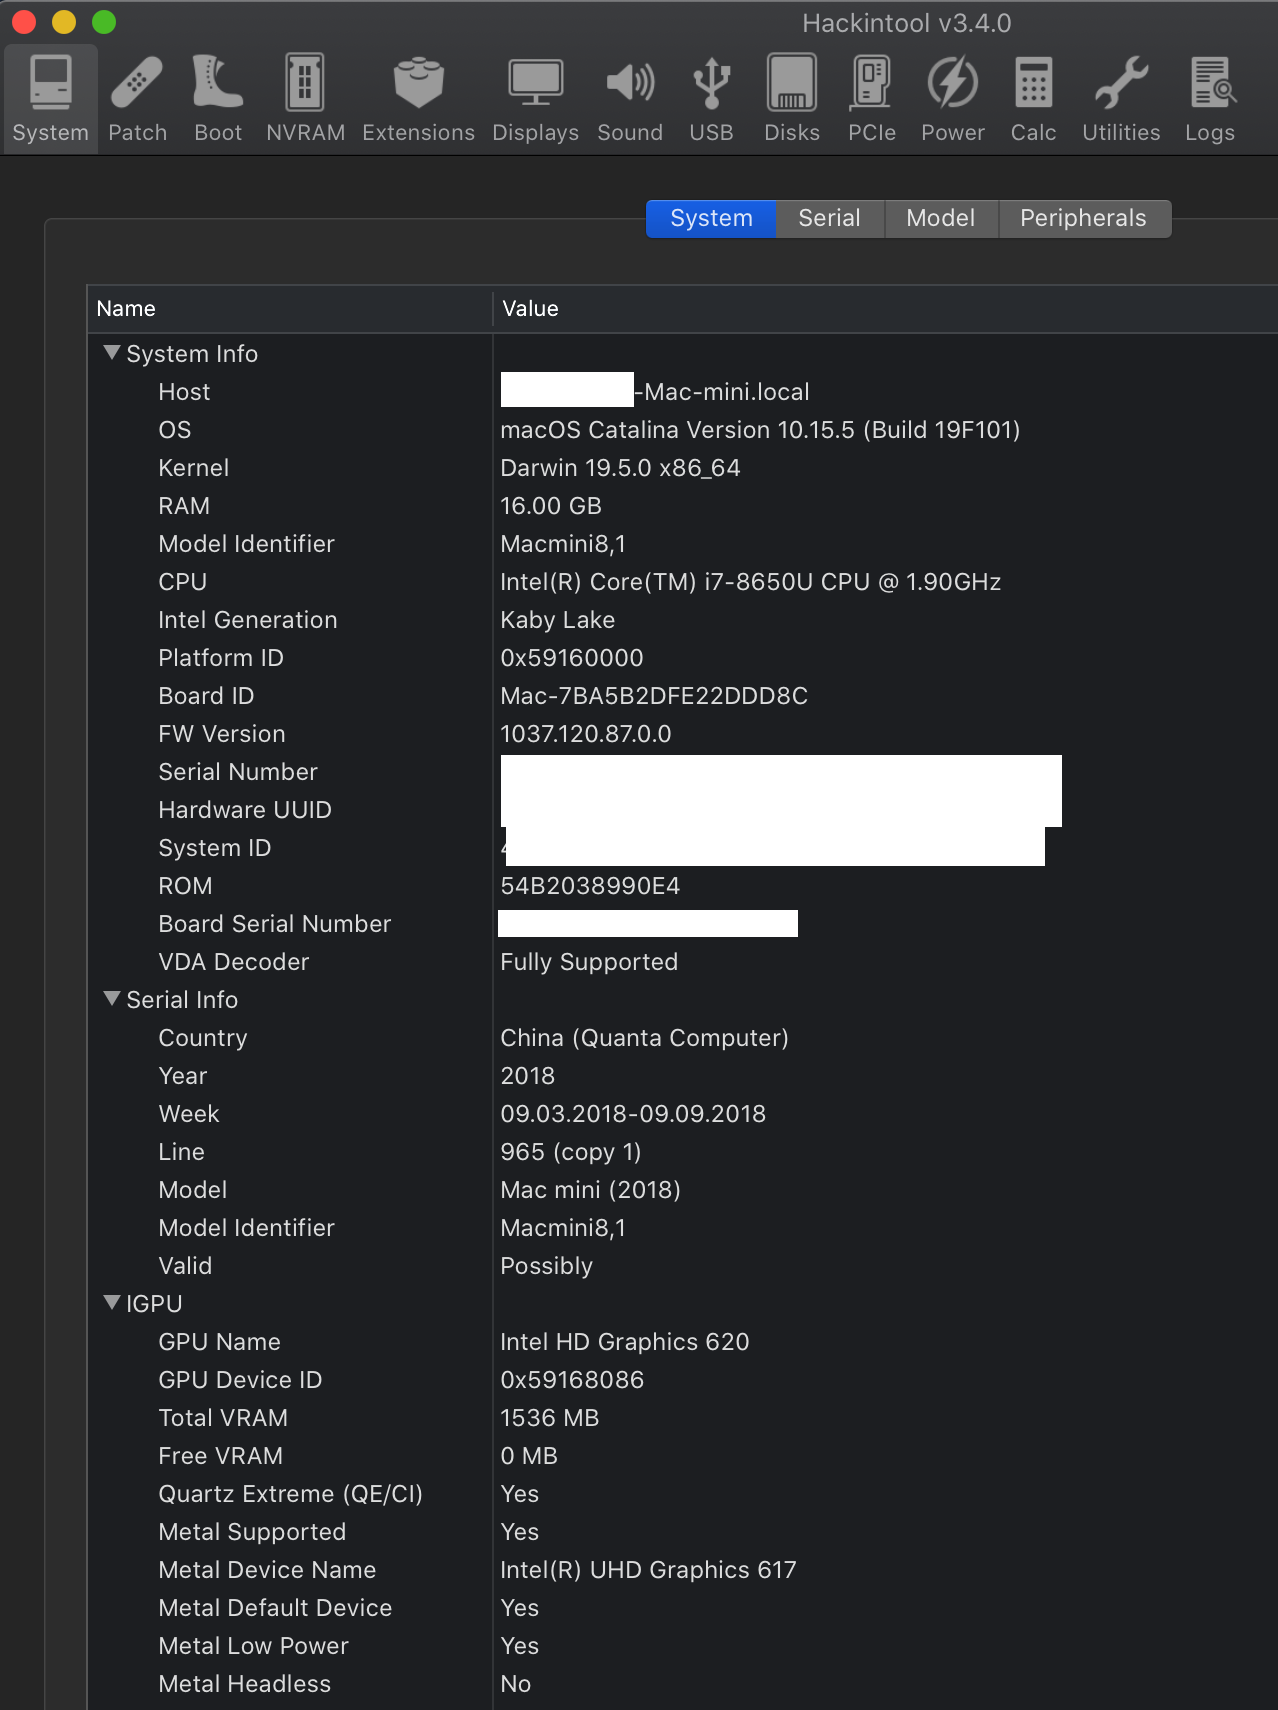 Hackintool v3.4.0
System Patch Boot NVRAM Extensions Displays Sound USB Disks PCIe Power Calc Utilities Logs
System Serial Model Peripherals
Name Value
System Info
Host -Mac-mini.local
OS macOS Catalina Version 10.15.5 (Build 19F101)
Kernel Darwin 19.5.0 x86_64
RAM 16.00 GB
Model Identifier Macmini8,1
CPU Intel(R) Core(TM) i7-8650U CPU @ 1.90GHz
Intel Generation Kaby Lake
Platform ID 0x59160000
Board ID Mac-7BA5B2DFE22DDD8C
FW Version 1037.120.87.0.0
Serial Number
Hardware UUID
System ID
ROM 54B2038990E4
Board Serial Number
VDA Decoder Fully Supported
Serial Info
Country China (Quanta Computer)
Year 2018
Week 09.03.2018-09.09.2018
Line 965 (copy 1)
Model Mac mini (2018)
Model Identifier Macmini8,1
Valid Possibly
IGPU
GPU Name Intel HD Graphics 620
GPU Device ID 0x59168086
Total VRAM 1536 MB
Free VRAM 0 MB
Quartz Extreme (QE/CI) Yes
Metal Supported Yes
Metal Device Name Intel(R) UHD Graphics 617
Metal Default Device Yes
Metal Low Power Yes
Metal Headless No